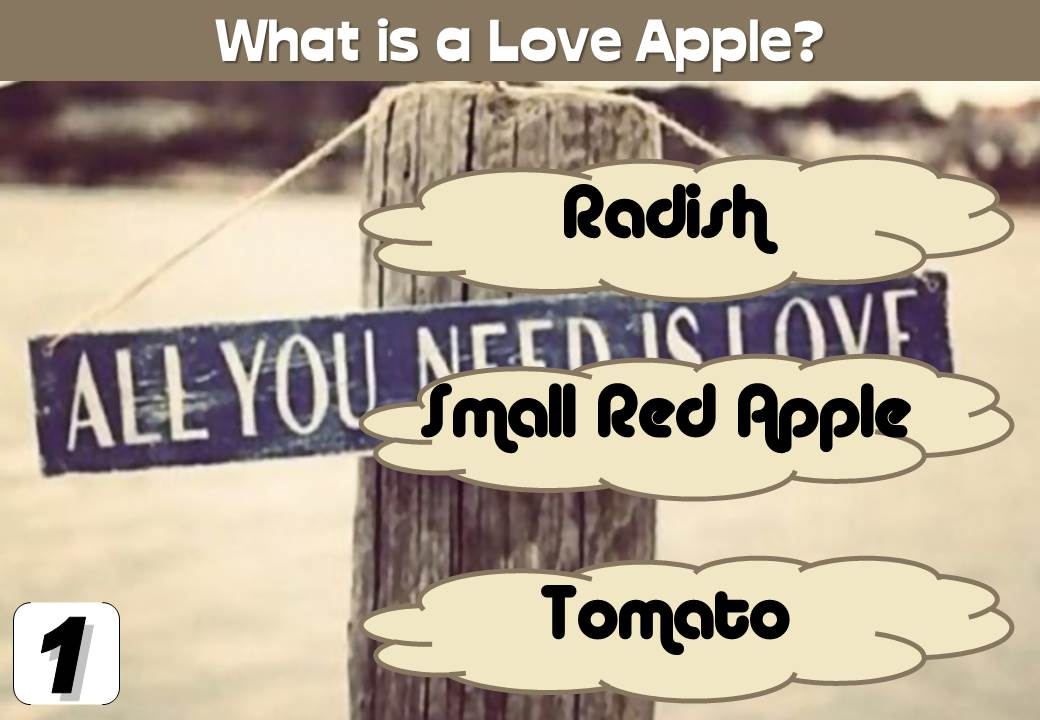 What is a Love Apple?
Radish
ALL YOU NEED IS LOVE
Small Red Apple
Tomato
1